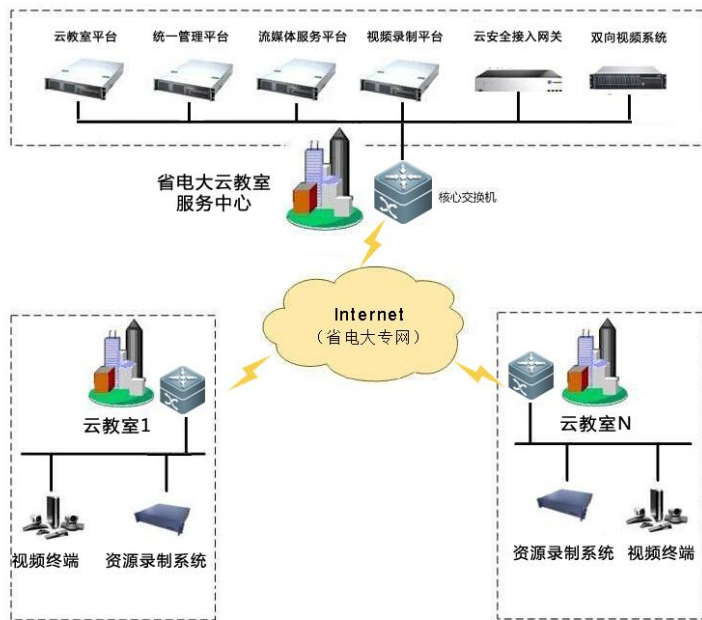 云教室平台
统一管理平台
流媒体服务平台
视频录制平台
云安全接入网关
双向视频系统
省电大云教室
服务中心
核心交换机
Internet
（省电大专网）
云教室1
视频终端
资源录制系统
云教室N
资源录制系统
视频终端